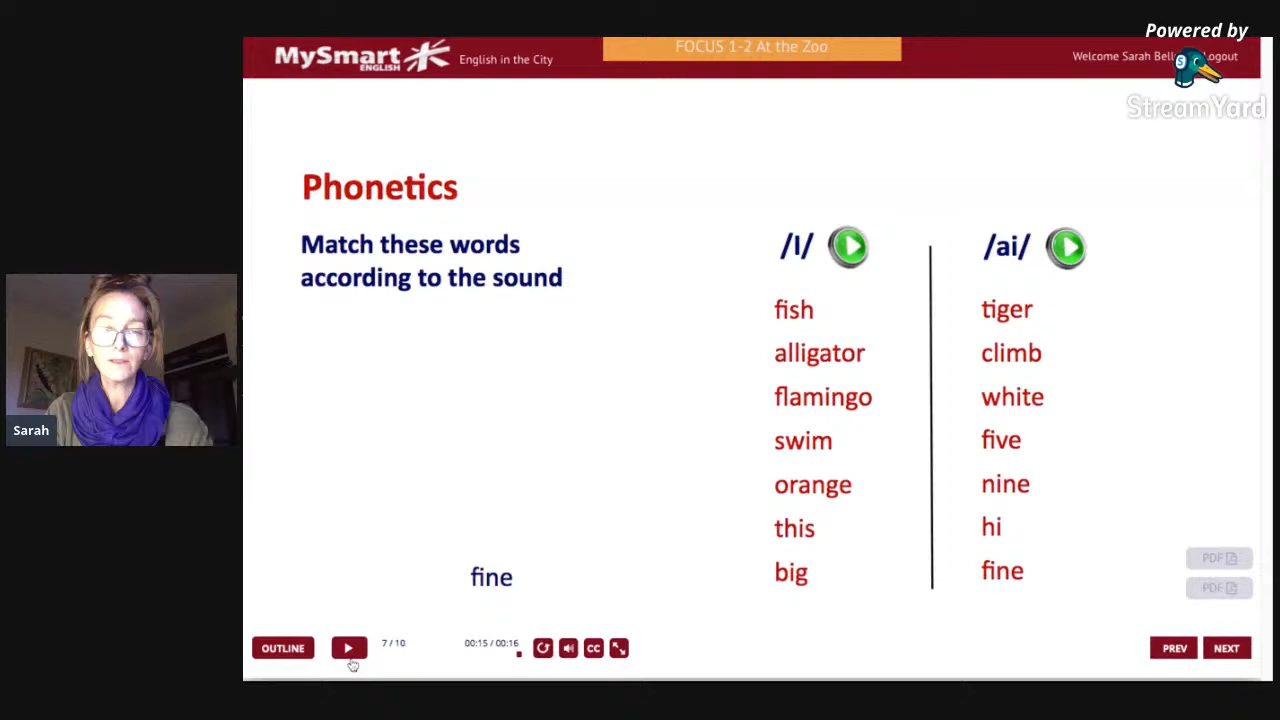 Powered by
StreamYard
MySmart
ENGLISH
English in the City
FOCUS 1-2 At the Zoo
Welcome Sarah
Logout
Phonetics
Match these words
according to the sound
/I/
/ai/
fish
tiger
alligator
climb
flamingo
white
swim
five
orange
nine
this
hi
big
fine
fine
Sarah
PDF
PDF
OUTLINE
7 / 10
00:15 / 00:16
CC
PREV
NEXT